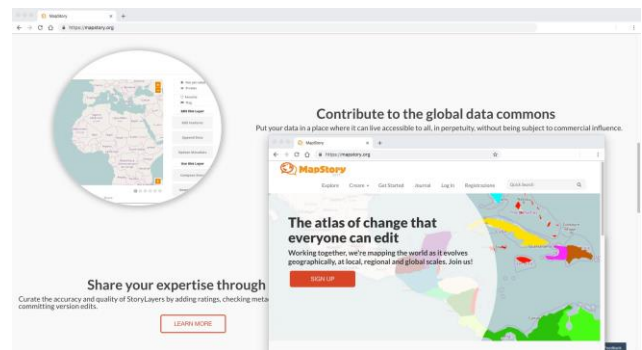 MapStory
https://mapstory.org
Contribute to the global data commons
Put your data in a place where it can live accessible to all, in perpetuity, without being subject to commercial influence.
MapStory
https://mapstory.org
MapStory
Explore Create Get Started Journal Log In Registrations Quick Search
The atlas of change that
everyone can edit
Working together, we're mapping the world as it evolves
geographically, at local, regional and global scales. Join us!
SIGN UP
Share your expertise through
Curate the accuracy and quality of StoryLayers by adding ratings, checking meta
committing version edits.
LEARN MORE
Feedback